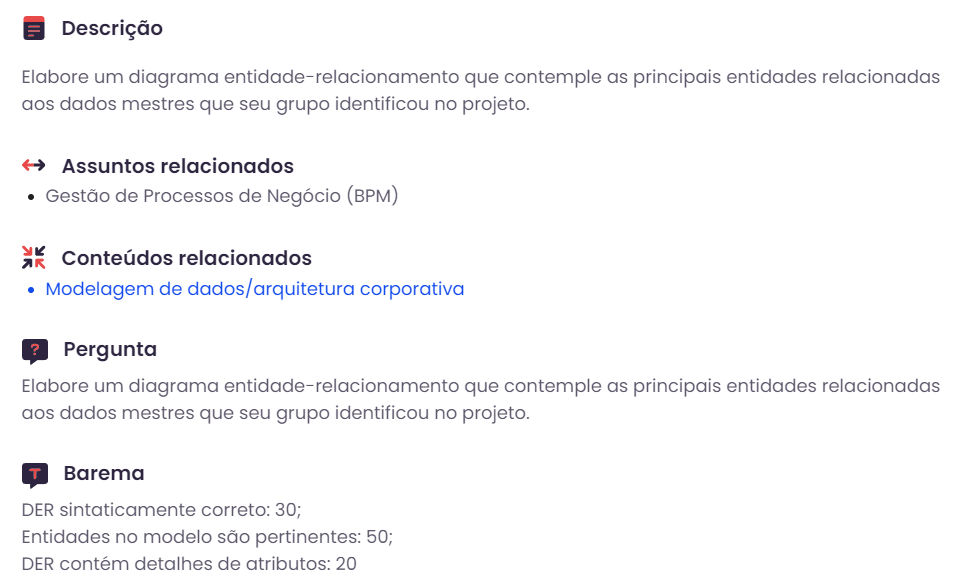 Descrição
Elabore um diagrama entidade-relacionamento que contemple as principais entidades relacionadas
aos dados mestres que seu grupo identificou no projeto.
Assuntos relacionados
• Gestão de Processos de Negócio (BPM)
Conteúdos relacionados
• Modelagem de dados/arquitetura corporativa
? Pergunta
Elabore um diagrama entidade-relacionamento que contemple as principais entidades relacionadas
aos dados mestres que seu grupo identificou no projeto.
T Barema
DER sintaticamente correto: 30;
Entidades no modelo são pertinentes: 50;
DER contém detalhes de atributos: 20